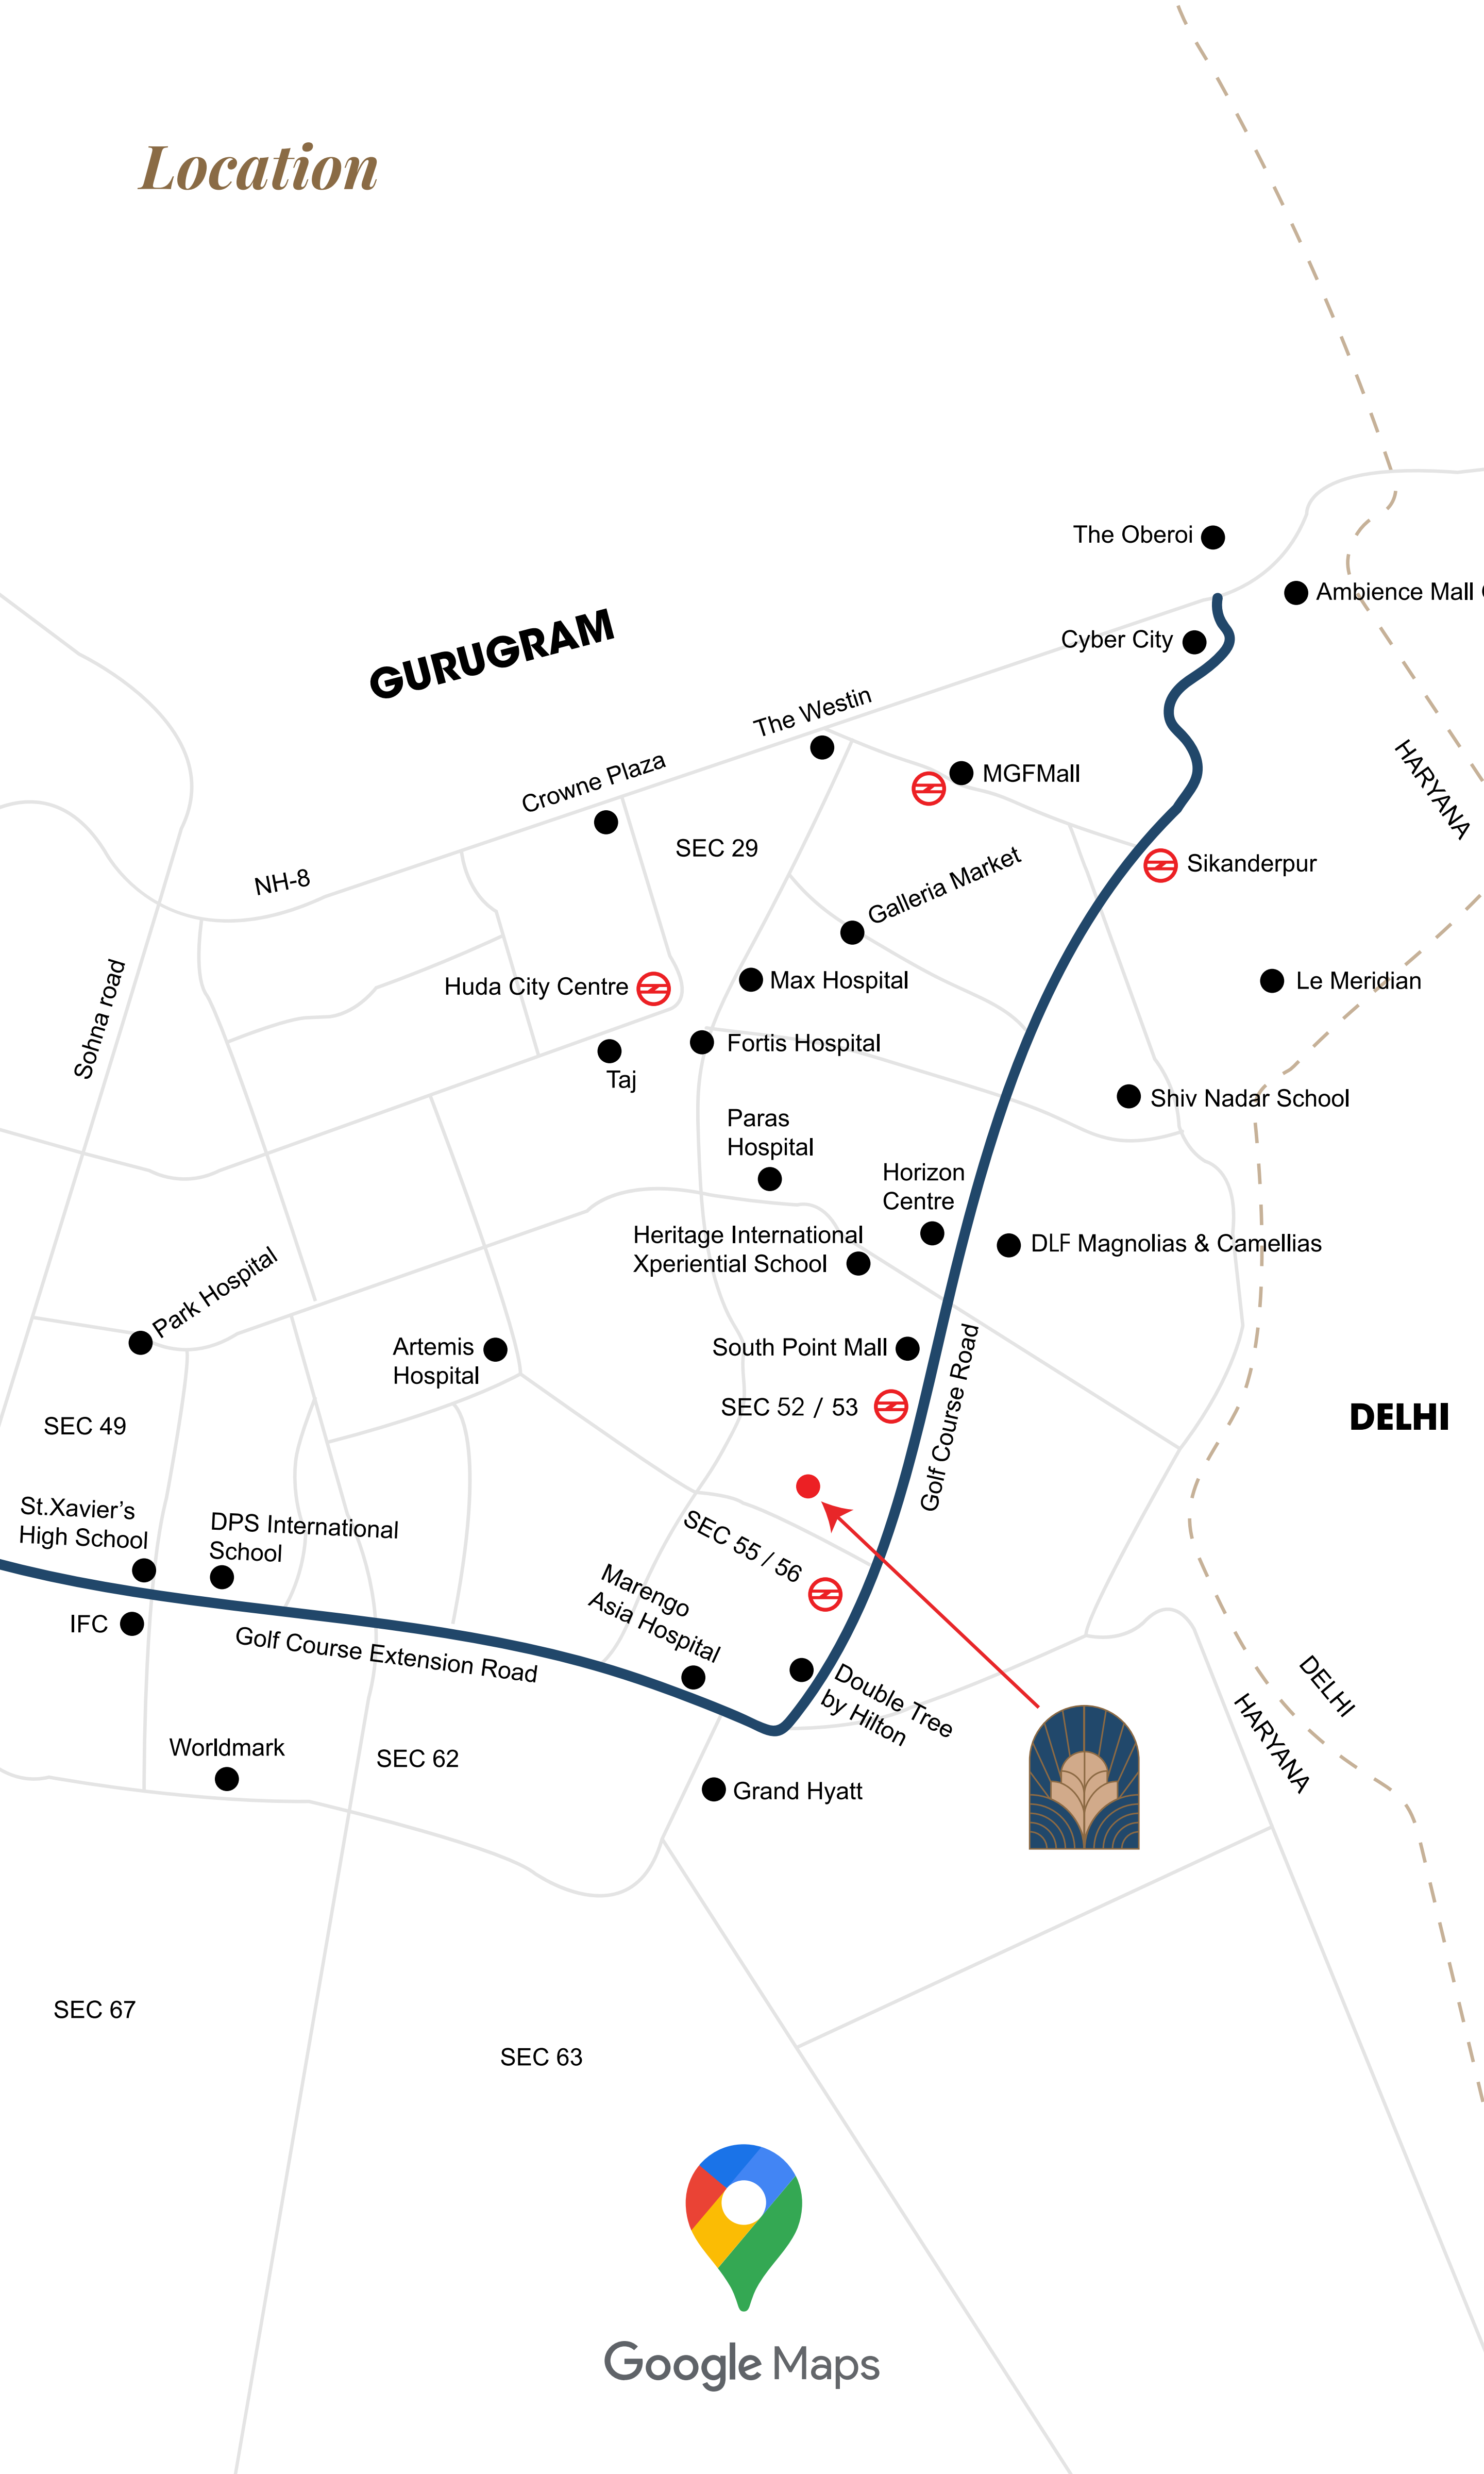 Location
The Oberoi
Ambience Mall
Cyber City
GURUGRAM
The Westin
HARYANA
Crowne Plaza
MGFMall
SEC 29
Galleria Market
Sikanderpur
NH-8
Sohna road
Huda City Centre
Max Hospital
Le Meridian
Fortis Hospital
Taj
Shiv Nadar School
Paras
Hospital
Horizon
Centre
Heritage International
Xperiential School
DLF Magnolias & Camellias
Park Hospital
Artemis
Hospital
South Point Mall
Golf Course Road
SEC 52 / 53
SEC 49
DELHI
St.Xavier's
High School
DPS International
School
SEC 55 / 56
Marengo
Asia Hospital
IFC
Golf Course Extension Road
Double Tree
by Hilton
DELHI
HARYANA
Worldmark
SEC 62
Grand Hyatt
SEC 67
SEC 63
Google Maps